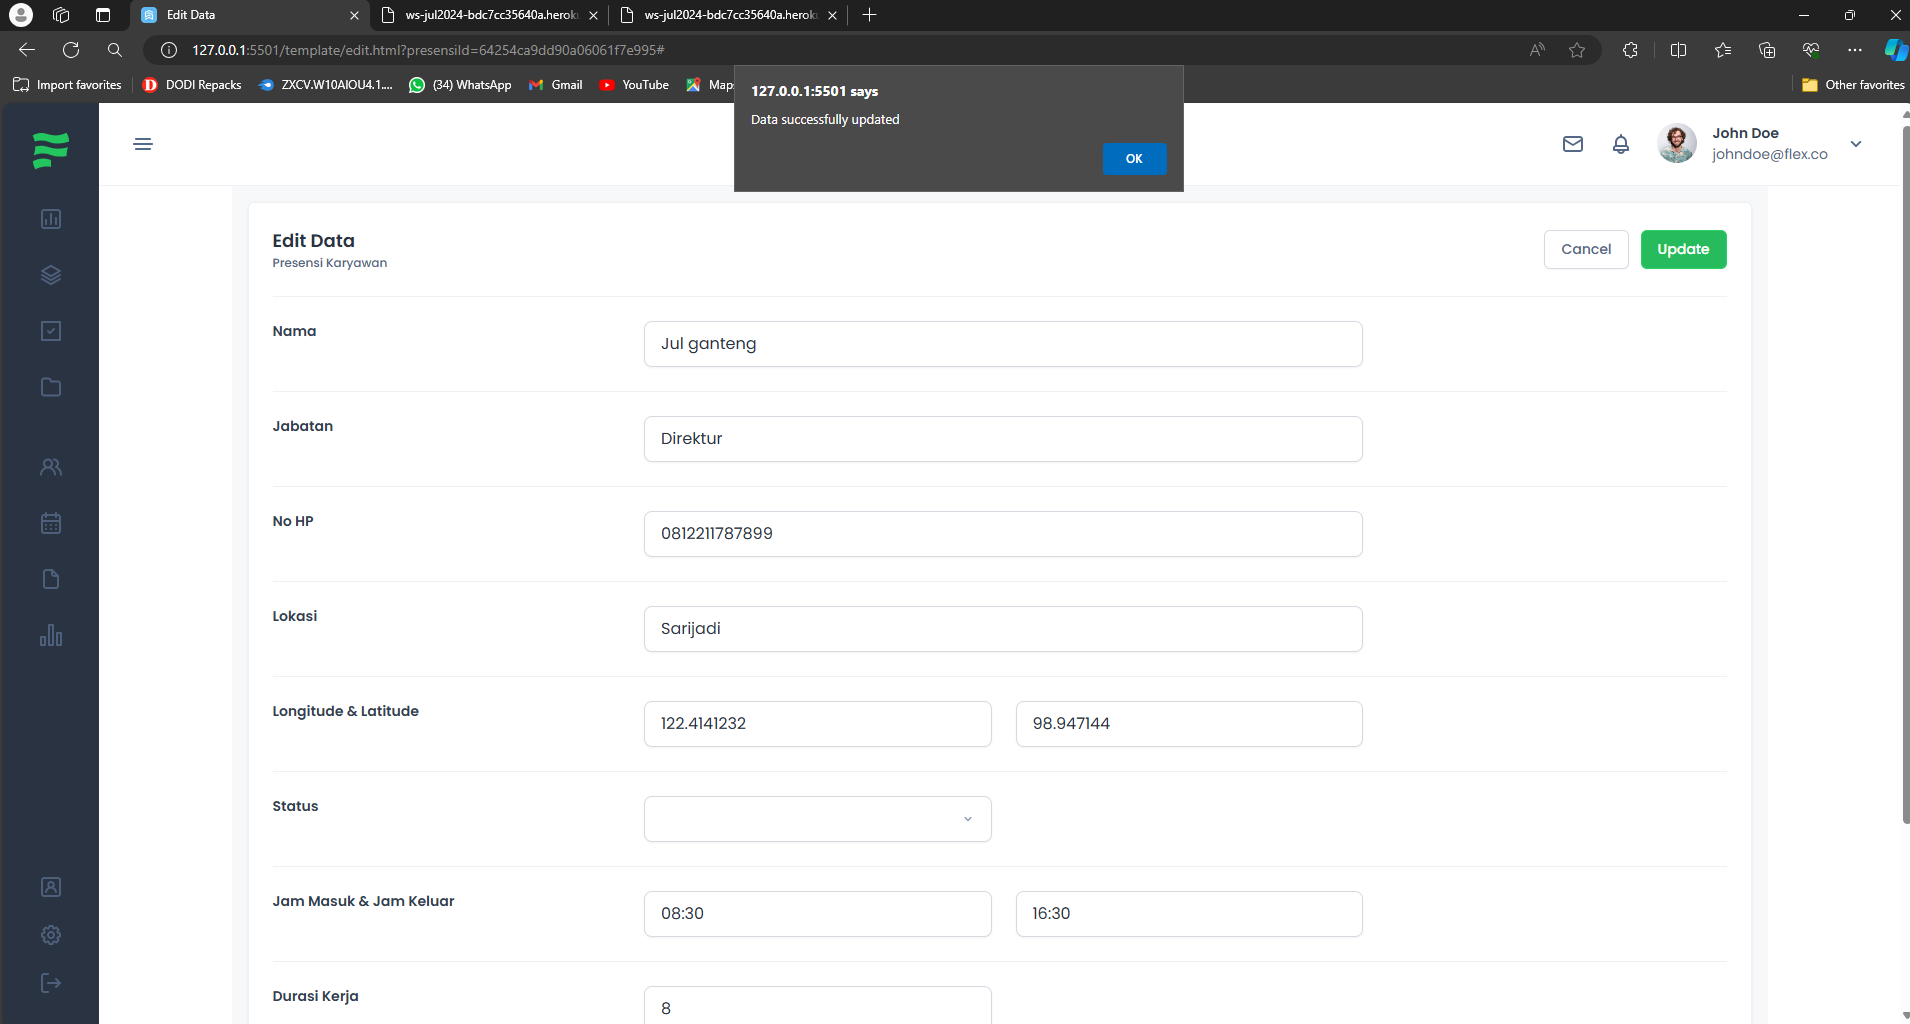 Edit Data
ws-jul2024-bdc7cc35640a.heroku
ws-jul2024-bdc7cc35640a.heroku
127.0.0.1:5501/template/edit.html?presensiId=64254ca9dd90a06061f7e995#
Import favorites
DODI Repacks
ZXCV.W10AIOU4.1....
(34) WhatsApp
Gmail
YouTube
Maps
Other favorites
127.0.0.1:5501 says
Data successfully updated
OK
John Doe
johndoe@flex.co
Edit Data
Presensi Karyawan
Cancel
Update
Nama
Jul ganteng
Jabatan
Direktur
No HP
0812211787899
Lokasi
Sarijadi
Longitude & Latitude
122.4141232
98.947144
Status
Jam Masuk & Jam Keluar
08:30
16:30
Durasi Kerja
8